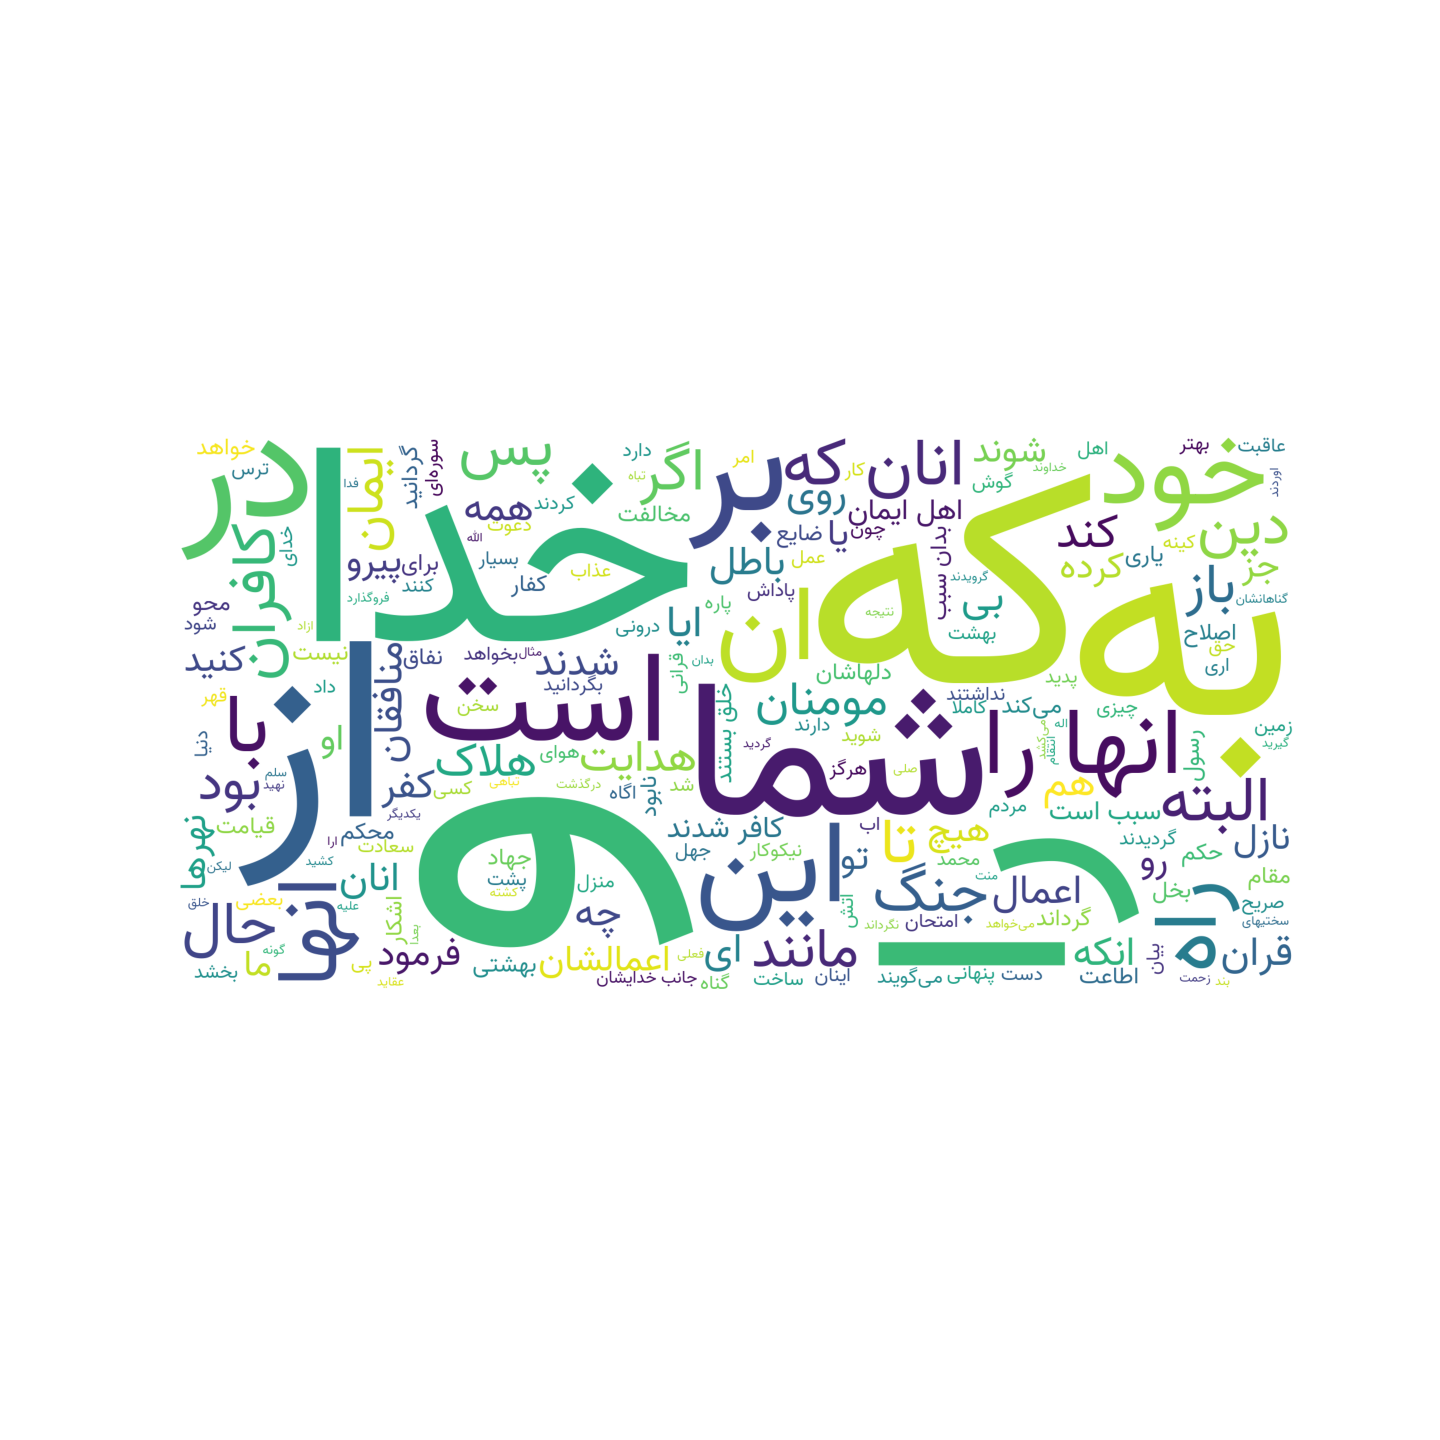 خدا
به
که
از
و
شما
است
در
خود
بر
این
را
راه
انها
انها
ان
با
بود
حال
انان که
اگر
پس
همه
ایمان
کافران
منافقان
گردانید
سوره‌ای
خواهد
ترس
فدا
خدای
پیرو
برای
کنند
فروگذارد
ازاد
محو
شود
کنید
نیست
نفاق
داد
قهر
دنیا
او
دارد
تباه
مخالفت
کردند
دعوت
الله
بسیار
عذاب
کفار
امر
کار
روی
یا
ضایع
چون
عمل
اهل ایمان
باطل
پاداش
پاره
ایا
درونی
شدند
بخواهد
مثال
بگردانید
سخن
قرانی
بدان
خلق بستند
مومنان
دلهاشان
دارند
شوید
گردید
هدایت
هلاک
کفر
کسی
تباهی
درگذشت
شد
نابود
اگاه
هرگز
صلی
شوند
گوش
خداوند
اهل
بهتر
عاقبت
اوردند
دین
کینه
یاری
کند
کرده
جز
باز
گناهانشان
اصلاح
حق
اری
بدان سبب
گرویدند
بی
بهشت
نتیجه
پدید
نداشتند
کاملا
می‌کند
چیزی
زمین
گیرید
رسول
اله
می‌کشید
انتقام
البته
سبب است
هم
مردم
گردیدند
نازل
حکم
رو
مقام
بخل
صریح
سختیهای
قران
بیان
زحمت
بند
انکه
اطاعت
هیچ
تا
تو
اب
محمد
منت
جنگ
اعمال
گرداند
امتحان
می‌خواهد
نگرداند
اتش
مانند
ای
دست
پنهانی
می‌گویند
اینان
ساخت
گناه
جانب خدایشان
فعلی
اعمالشان
بهشتی
فرمود
پی
عقاید
ما
بخشد
گونه
چه
منزل
کافر شدند
جهل
نیکوکار
جهاد
پشت
کشته
یکدیگر
محکم
سعادت
ارا
کشید
انان
علیه
اشکار
بعدا
بعضی
خلق
لیکن
نهرها
قیامت
سلم
نهید